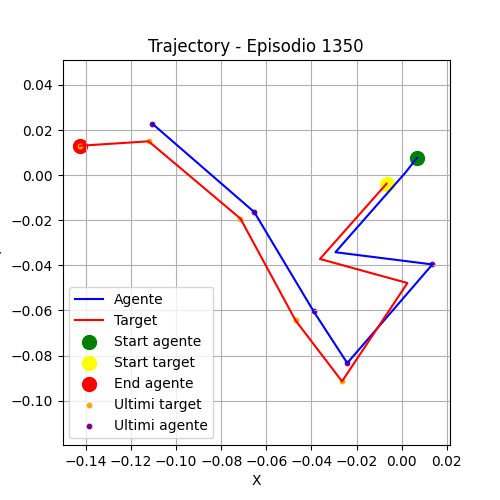 Trajectory - Episodio 1350
0.04
0.02
0.00
−0.02
−0.04
−0.06
−0.08
−0.10
Agente
Target
Start agente
Start target
End agente
Ultimi target
Ultimi agente
−0.14 −0.12 −0.10 −0.08 −0.06 −0.04 −0.02 0.00 0.02
X